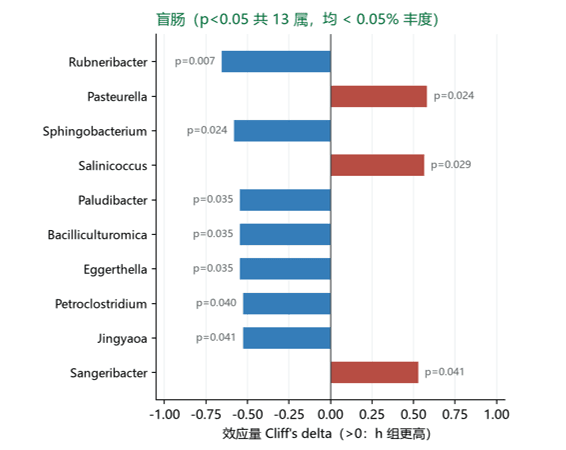 盲肠（p<0.05 共 13 属，均 < 0.05% 丰度）
Rubneribacter p=0.007
Pasteurella p=0.024
Sphingobacterium p=0.024
Salinicoccus p=0.029
Paludibacter p=0.035
Bacilliculturomica p=0.035
Eggerthella p=0.035
Petroclostridium p=0.040
Jingyaoa p=0.041
Sangeribacter p=0.041
-1.00 -0.75 -0.50 -0.25 0.00 0.25 0.50 0.75 1.00
效应量 Cliff's delta（>0：h 组更高）